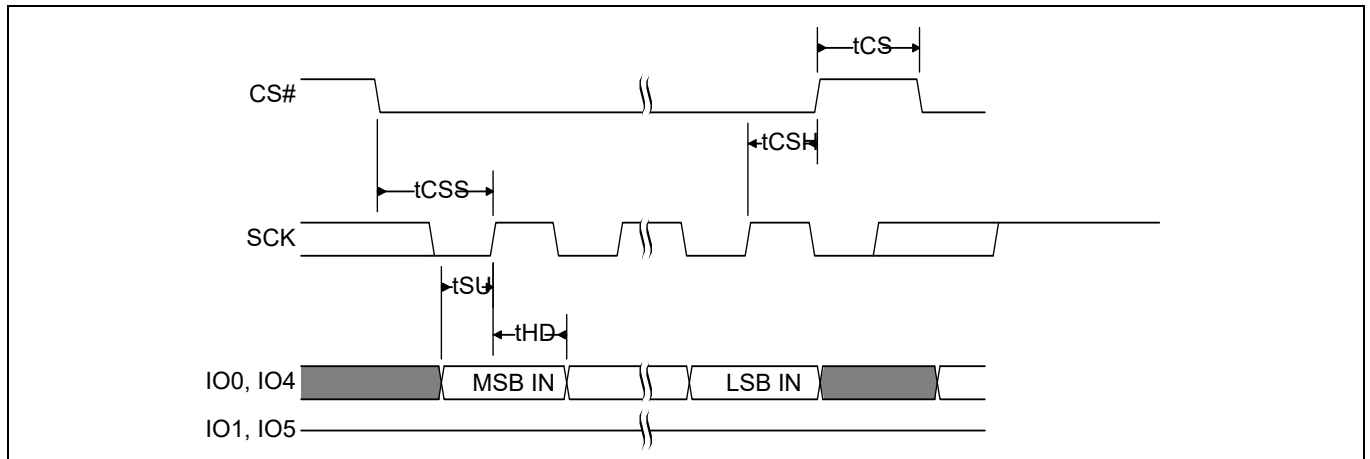 tCS
CS#
tCSH
tCSS
SCK
tSU
tHD
IO0, IO4 MSB IN LSB IN
IO1, IO5